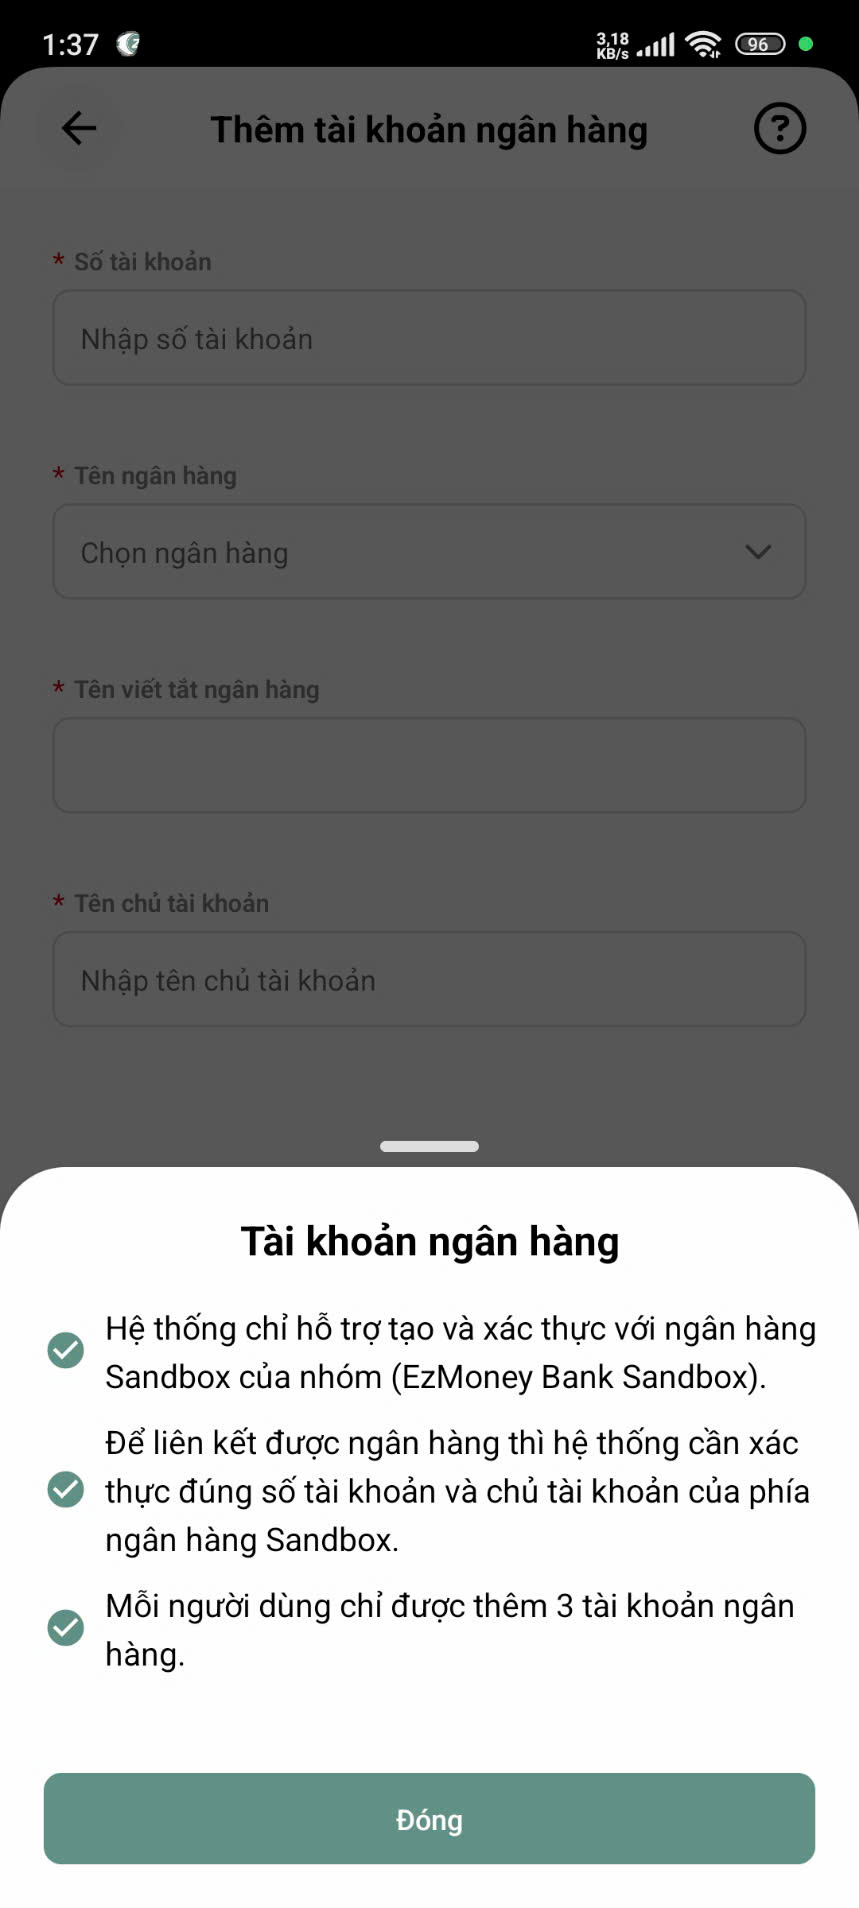 1:37
3,18
KB/s
96
Thêm tài khoản ngân hàng
* Số tài khoản
Nhập số tài khoản
* Tên ngân hàng
Chọn ngân hàng
* Tên viết tắt ngân hàng
* Tên chủ tài khoản
Nhập tên chủ tài khoản
Tài khoản ngân hàng
Hệ thống chỉ hỗ trợ tạo và xác thực với ngân hàng
Sandbox của nhóm (EzMoney Bank Sandbox).
Để liên kết được ngân hàng thì hệ thống cần xác
thực đúng số tài khoản và chủ tài khoản của phía
ngân hàng Sandbox.
Mỗi người dùng chỉ được thêm 3 tài khoản ngân
hàng.
Đóng